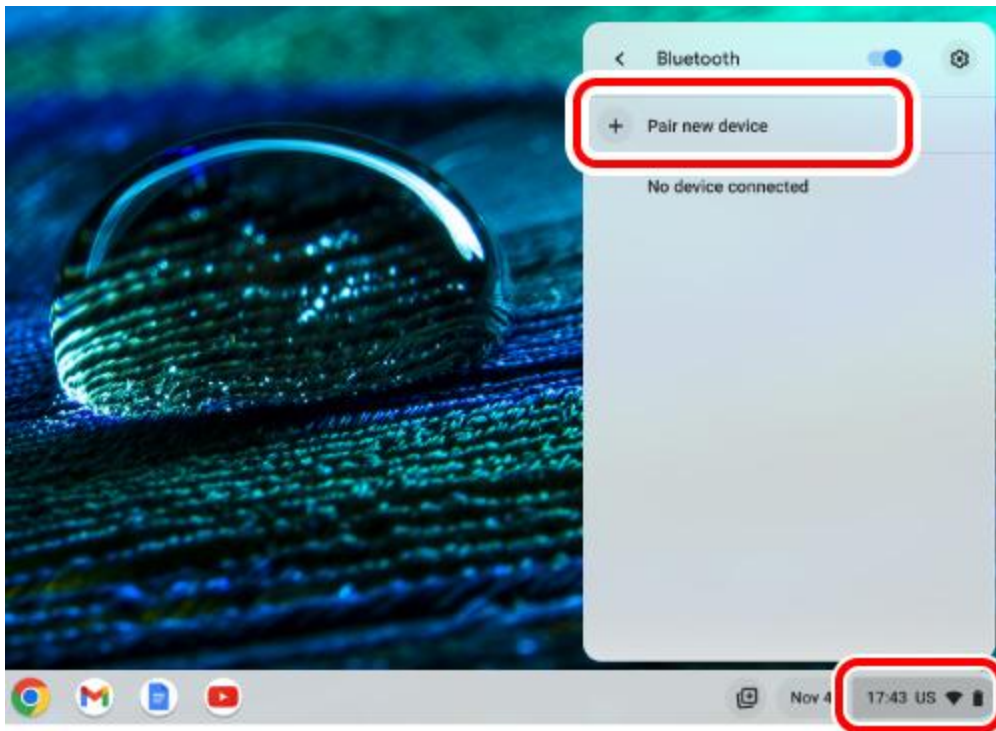 Bluetooth
Pair new device
No device connected
Nov 4
17:43 US